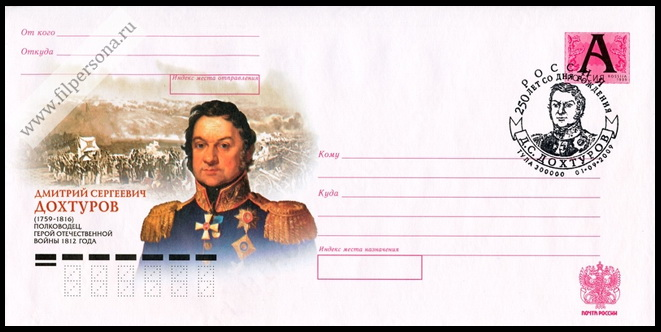 www.filpersona.ru
От кого
Откуда
Индекс места отправления
ДМИТРИЙ СЕРГЕЕВИЧ
ДОХТУРОВ
(1759–1816)
ПОЛКОВОДЕЦ,
ГЕРОЙ ОТЕЧЕСТВЕННОЙ
ВОЙНЫ 1812 ГОДА
А
РОССИЯ
250 ЛЕТ СО ДНЯ РОЖДЕНИЯ
Д.С. ДОХТУРОВ
ТУЛА 300000 01-09-2009
Кому
Куда
Индекс места назначения
ПОЧТА РОССИИ